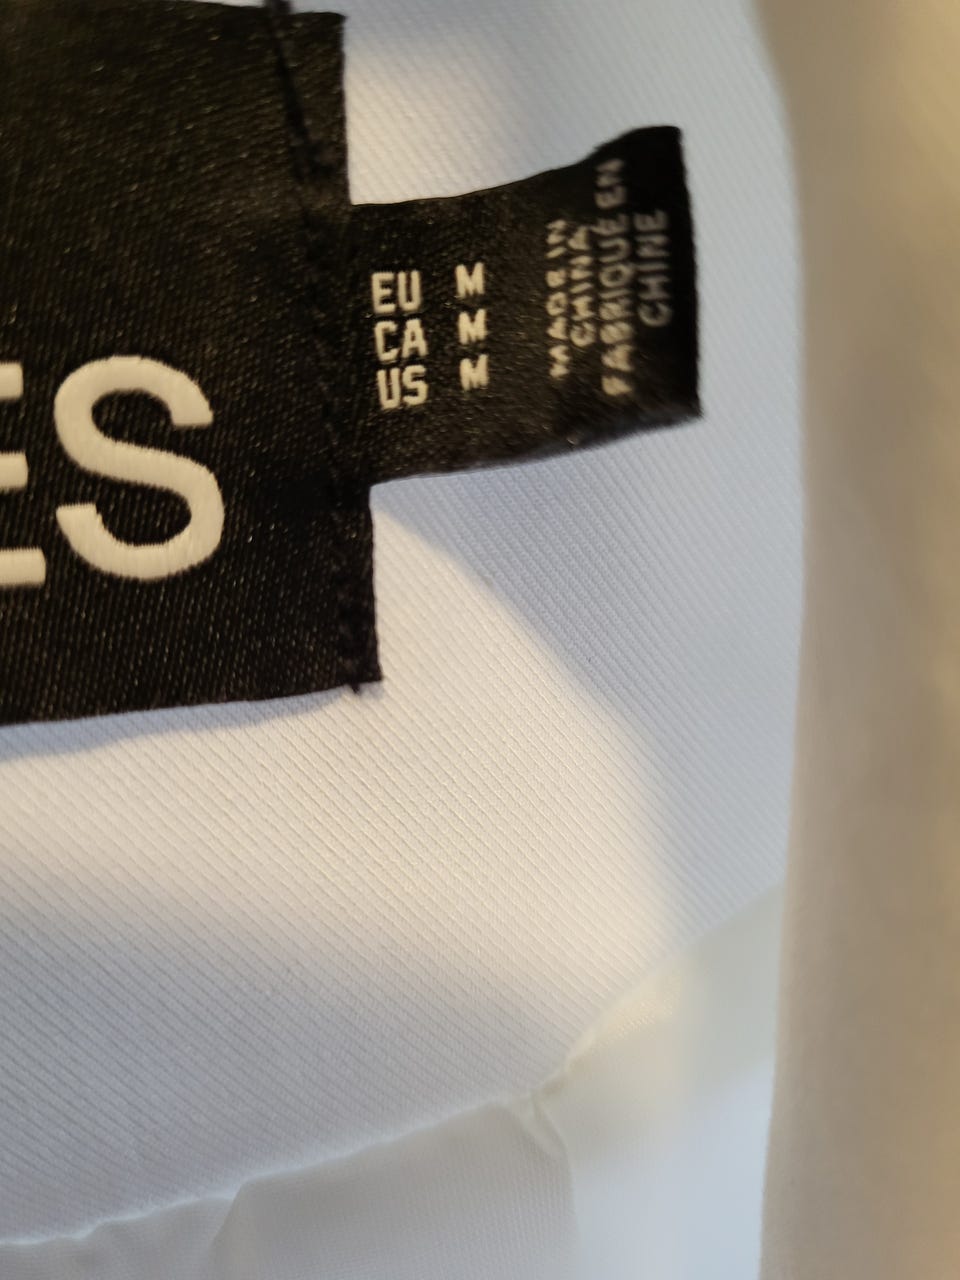 ES
EU M
CA M
US M
MADE IN
CHINA
FABRIQUÉ EN
CHINE